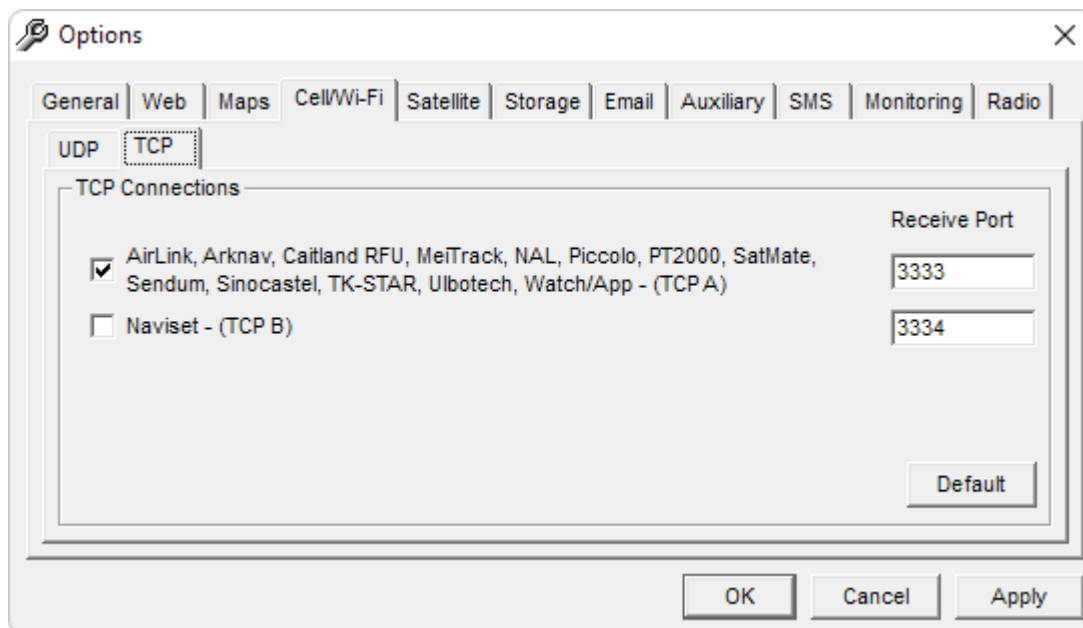 Options
General Web Maps Cell/Wi-Fi Satellite Storage Email Auxiliary SMS Monitoring Radio
UDP TCP
TCP Connections
Receive Port
AirLink, Arknav, Caitland RFU, MeiTrack, NAL, Piccolo, PT2000, SatMate,
Sendum, Sinocastel, TK-STAR, Ulbotech, Watch/App - (TCP A)
3333
Naviset - (TCP B)
3334
Default
OK Cancel Apply